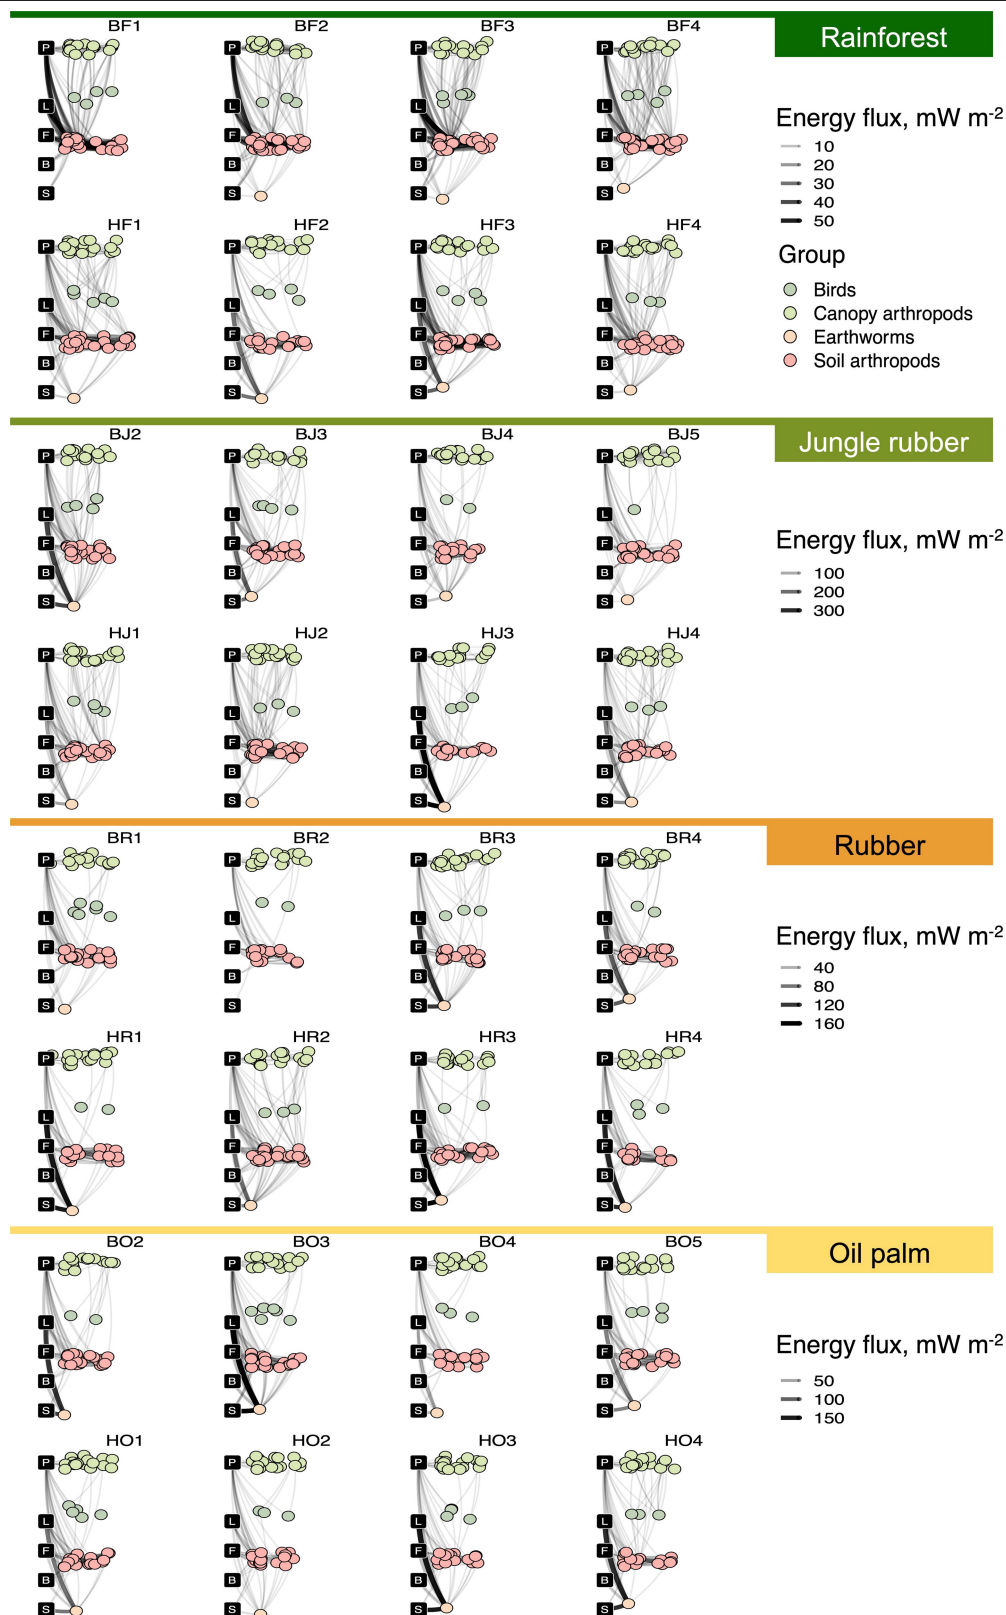 BF1 BF2 BF3 BF4 Rainforest
P P P P
Energy flux, mW m-2
L L L L
10
F F F F
20
B B B B
30
S S S S
40
50
HF1 HF2 HF3 HF4
P P P P
Group
Birds
L L L L
Canopy arthropods
F F F F
Earthworms
B B B B
Soil arthropods
S S S S
BJ2 BJ3 BJ4 BJ5 Jungle rubber
P P P P
L L L L
Energy flux, mW m-2
F F F F
100
B B B B
200
S S S S
300
HJ1 HJ2 HJ3 HJ4
P P P P
L L L L
F F F F
B B B B
S S S S
BR1 BR2 BR3 BR4 Rubber
P P P P
L L L L
Energy flux, mW m-2
F F F F
40
B B B B
80
S S S S
120
160
HR1 HR2 HR3 HR4
P P P P
L L L L
F F F F
B B B B
S S S S
BO2 BO3 BO4 BO5 Oil palm
P P P P
L L L L
Energy flux, mW m-2
F F F F
50
B B B B
100
S S S S
150
HO1 HO2 HO3 HO4
P P P P
L L L L
F F F F
B B B B
S S S S